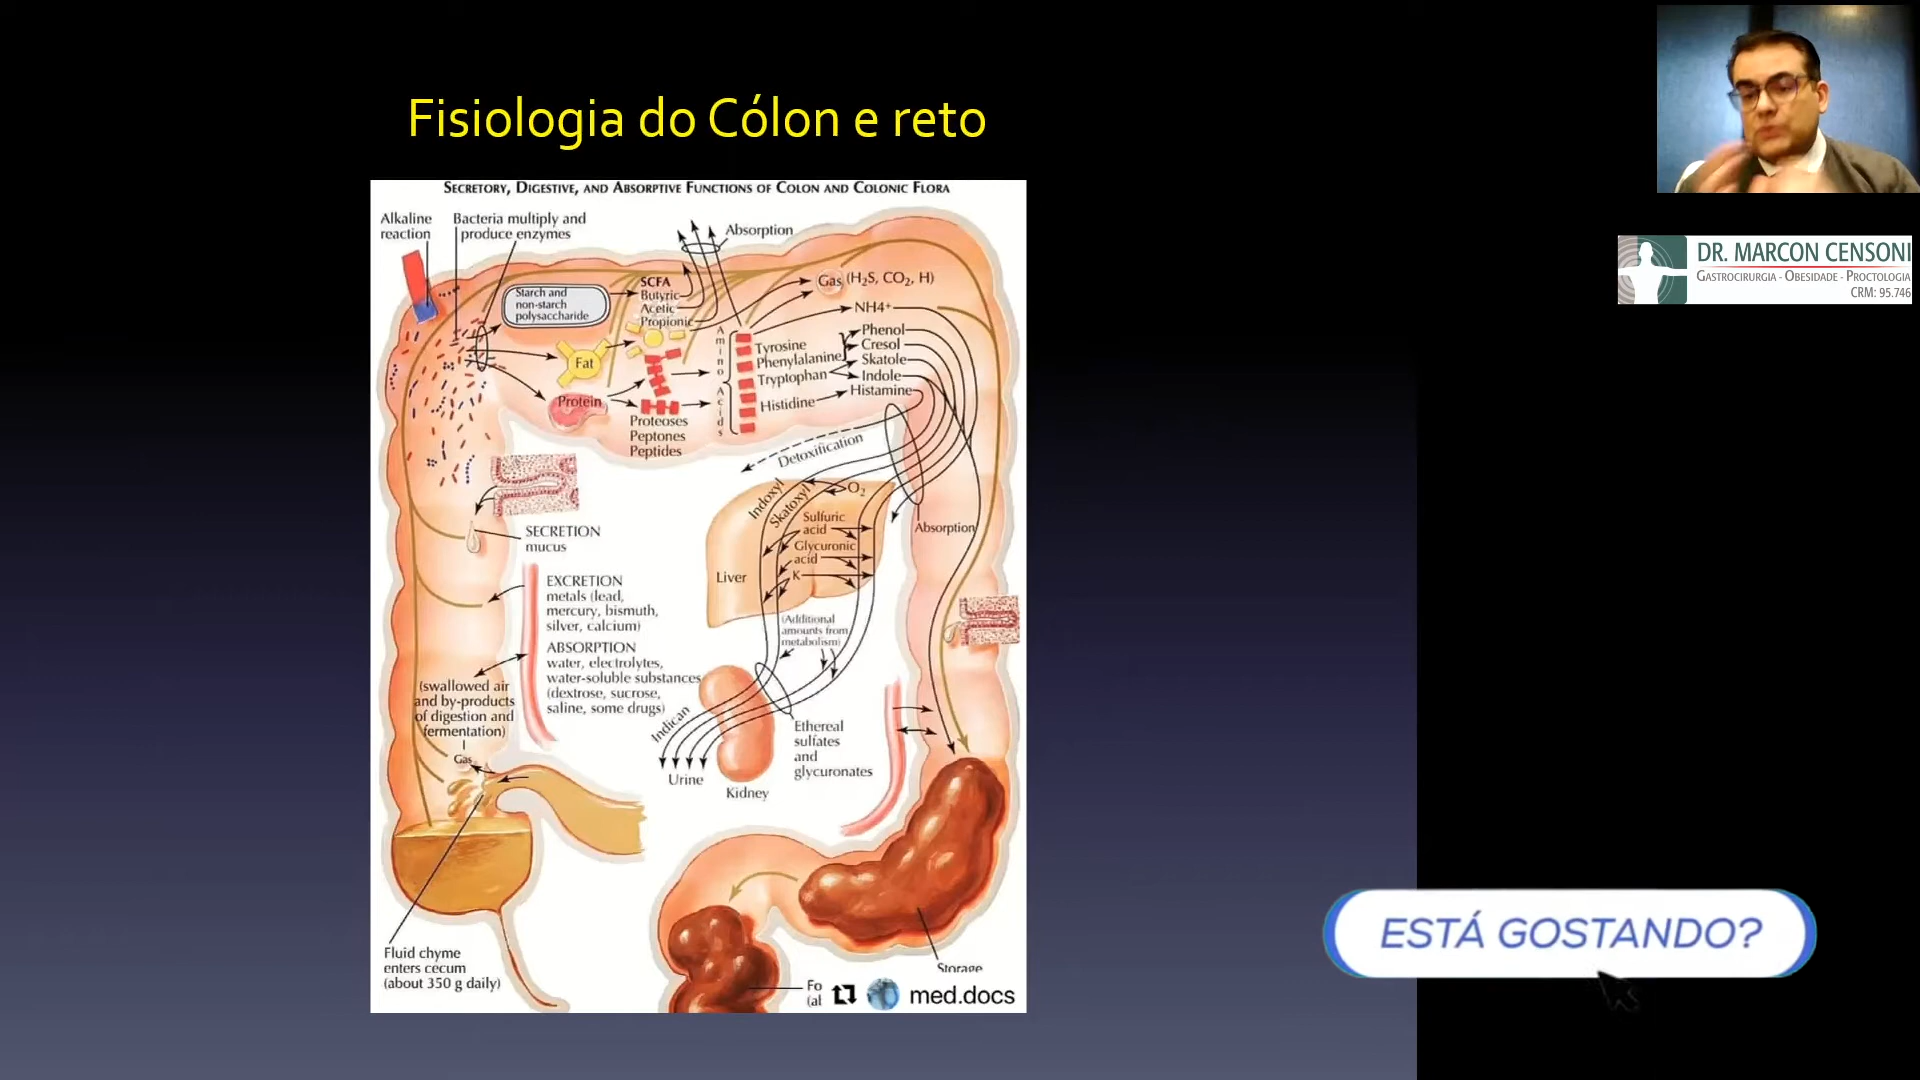 Fisiologia do Cólon e reto
SECRETORY, DIGESTIVE, AND ABSORPTIVE FUNCTIONS OF COLON AND COLONIC FLORA
Alkaline
reaction
Bacteria multiply and
produce enzymes
Absorption
Starch and
non-starch
polysaccharide
SCFA
Butyric
Acetic
Propionic
Gas (H₂S, CO₂, H)
NH4⁺
Fat
Protein
Proteoses
Peptones
Peptides
Amino Acids
Tyrosine
Phenylalanine
Tryptophan
Histidine
Phenol
Cresol
Skatole
Indole
Histamine
Detoxification
Indoxyl
Skatoxyl
O₂
Sulfuric
acid
Glycuronic
acid
K
Liver
Absorption
SECRETION
mucus
EXCRETION
metals (lead,
mercury, bismuth,
silver, calcium)
ABSORPTION
water, electrolytes,
water-soluble substances
(dextrose, sucrose,
saline, some drugs)
(Additional
amounts from
metabolism)
(swallowed air
and by-products
of digestion and
fermentation)
Gas
Indican
Urine
Kidney
Ethereal
sulfates
and
glycuronates
Fluid chyme
enters cecum
(about 350 g daily)
Storage
Fo
(al
med.docs
DR. MARCON CENSONI
GASTROCIRURGIA - OBESIDADE - PROCTOLOGIA
CRM: 95.746
ESTÁ GOSTANDO?